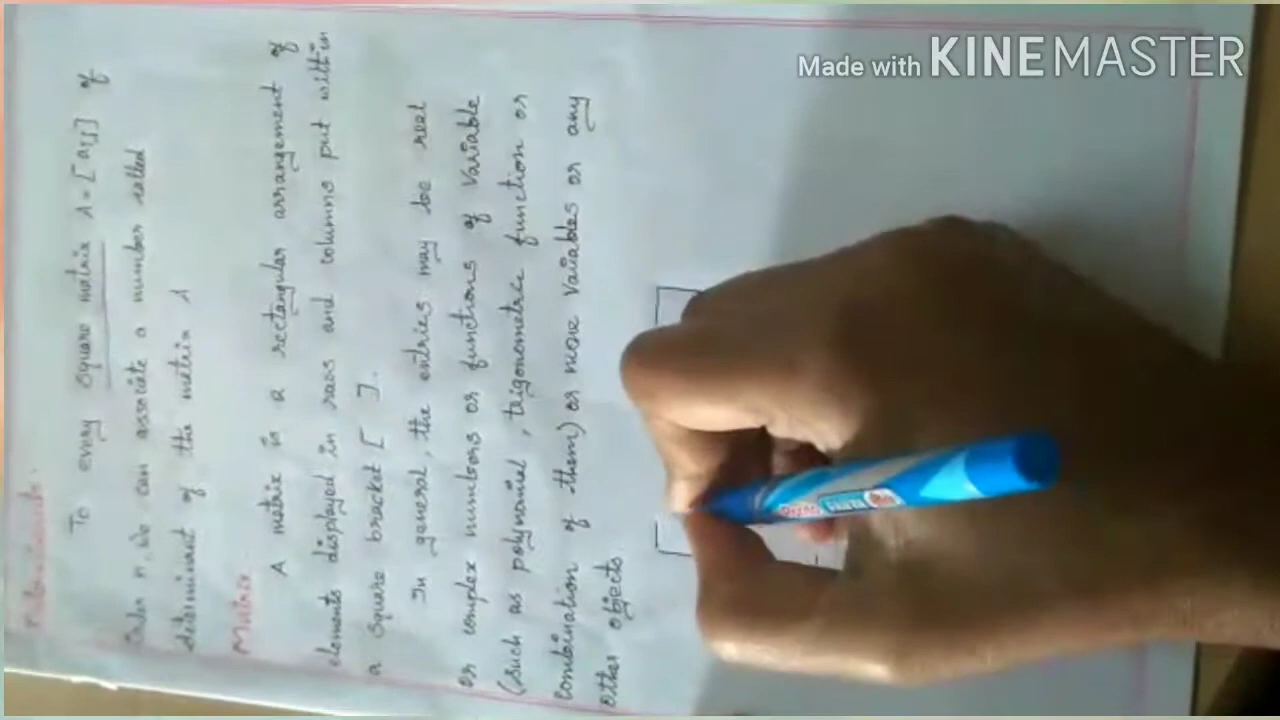 Made with KINEMASTER
Determinants.
To every square matrix A = [aij] of
Order n, We can associate a number called
determinant of the matrix A
Matrix
A matrix is a rectangular arrangement of
elements displayed in rows and columns put within
a square bracket [ ].
In general, the entries may be real
or complex numbers or functions of Variable
(such as polynomial, trigonometric function or
Combination of them) or more Variables or any
other objects